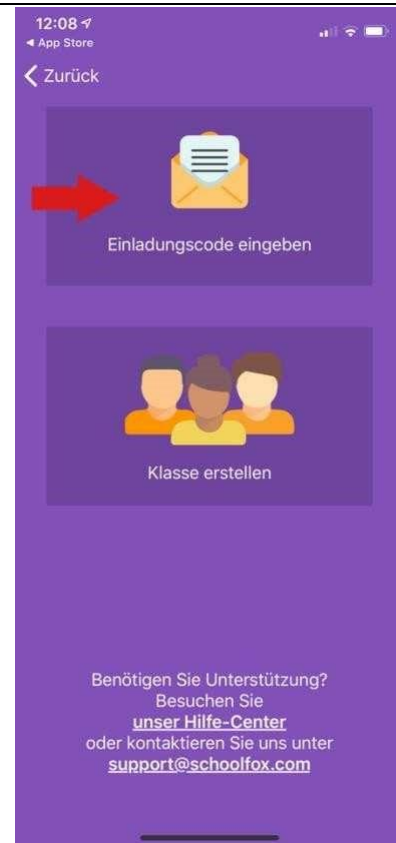 12:08
◄ App Store
Zurück
Einladungscode eingeben
Klasse erstellen
Benötigen Sie Unterstützung?
Besuchen Sie
unser Hilfe-Center
oder kontaktieren Sie uns unter
support@schoolfox.com